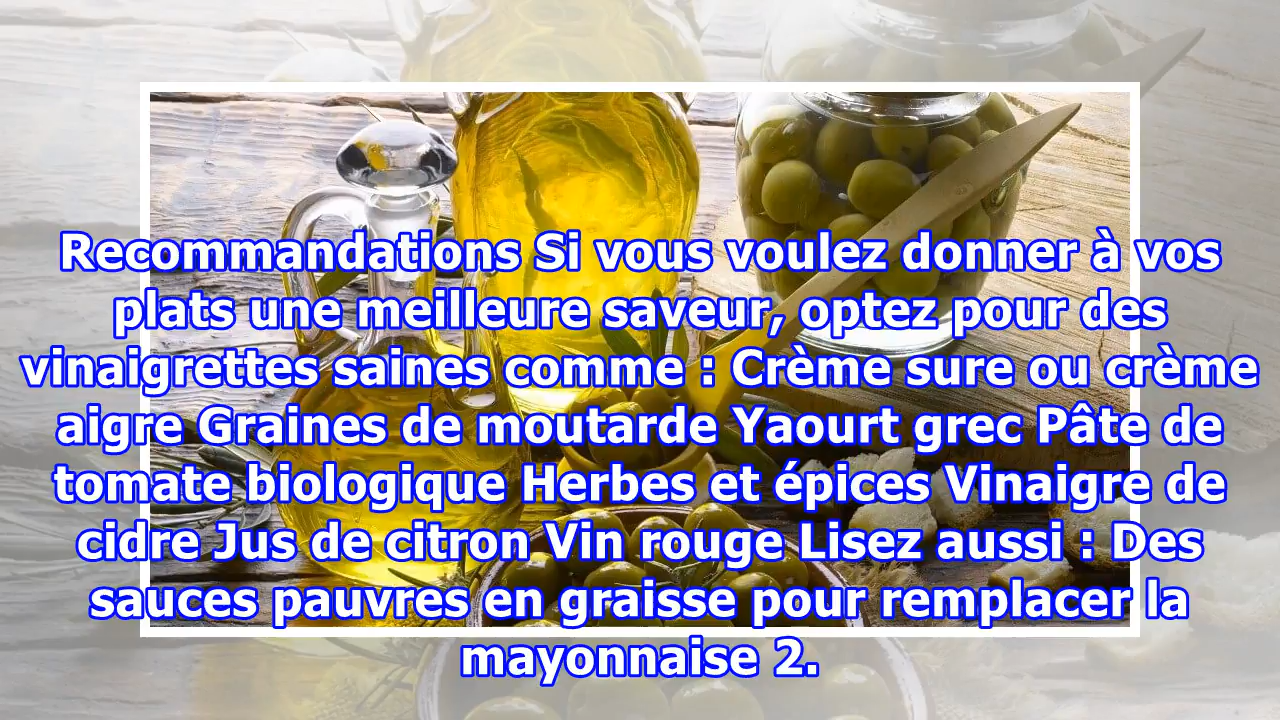 Recommandations Si vous voulez donner à vos
plats une meilleure saveur, optez pour des
vinaigrettes saines comme : Crème sure ou crème
aigre Graines de moutarde Yaourt grec Pâte de
tomate biologique Herbes et épices Vinaigre de
cidre Jus de citron Vin rouge Lisez aussi : Des
sauces pauvres en graisse pour remplacer la
mayonnaise 2.